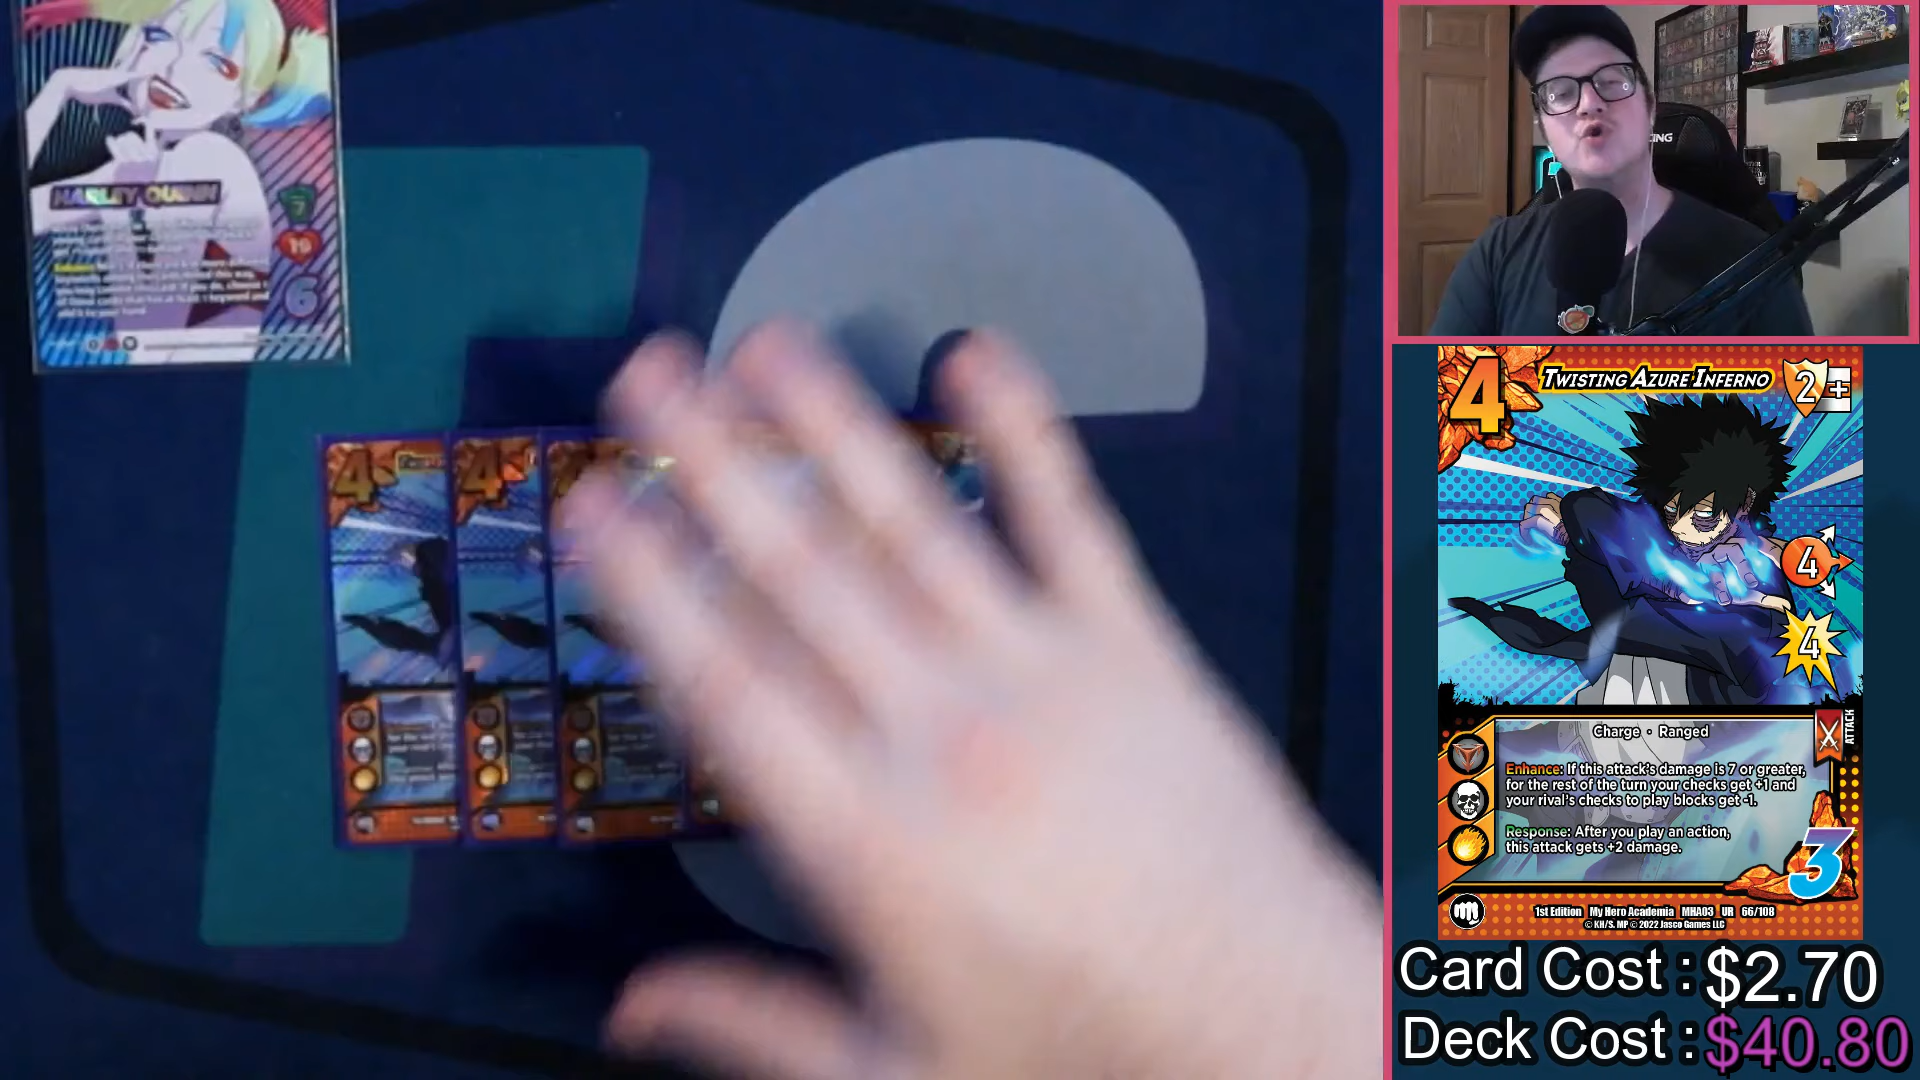 HARLEY QUINN
7
19
6
4
4
4
CING
4
TWISTING AZURE INFERNO
2
+
4
4
ATTACK
Charge • Ranged
Enhance: If this attack's damage is 7 or greater,
for the rest of the turn your checks get +1 and
your rival's checks to play blocks get -1.
Response: After you play an action,
this attack gets +2 damage.
3
1st Edition My Hero Academia MHA03 UR 66/108
© KH/S. MP © 2022 Jasco Games LLC
Card Cost : $2.70
Deck Cost : $40.80